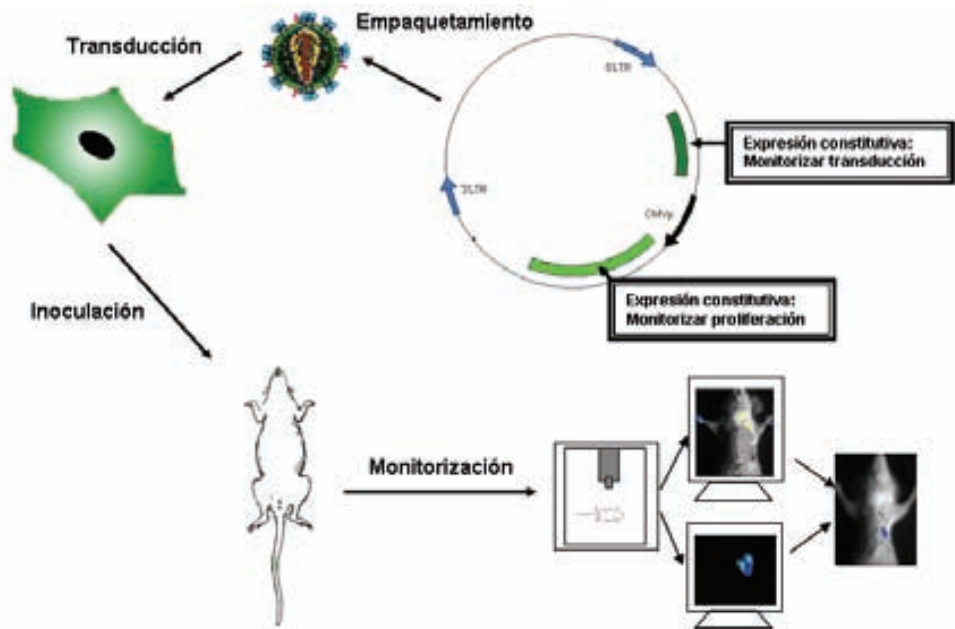 Empaquetamiento
Transducción
5LTR
Expresión constitutiva:
Monitorizar transducción
3LTR
CMVp
Expresión constitutiva:
Monitorizar proliferación
Inoculación
Monitorización